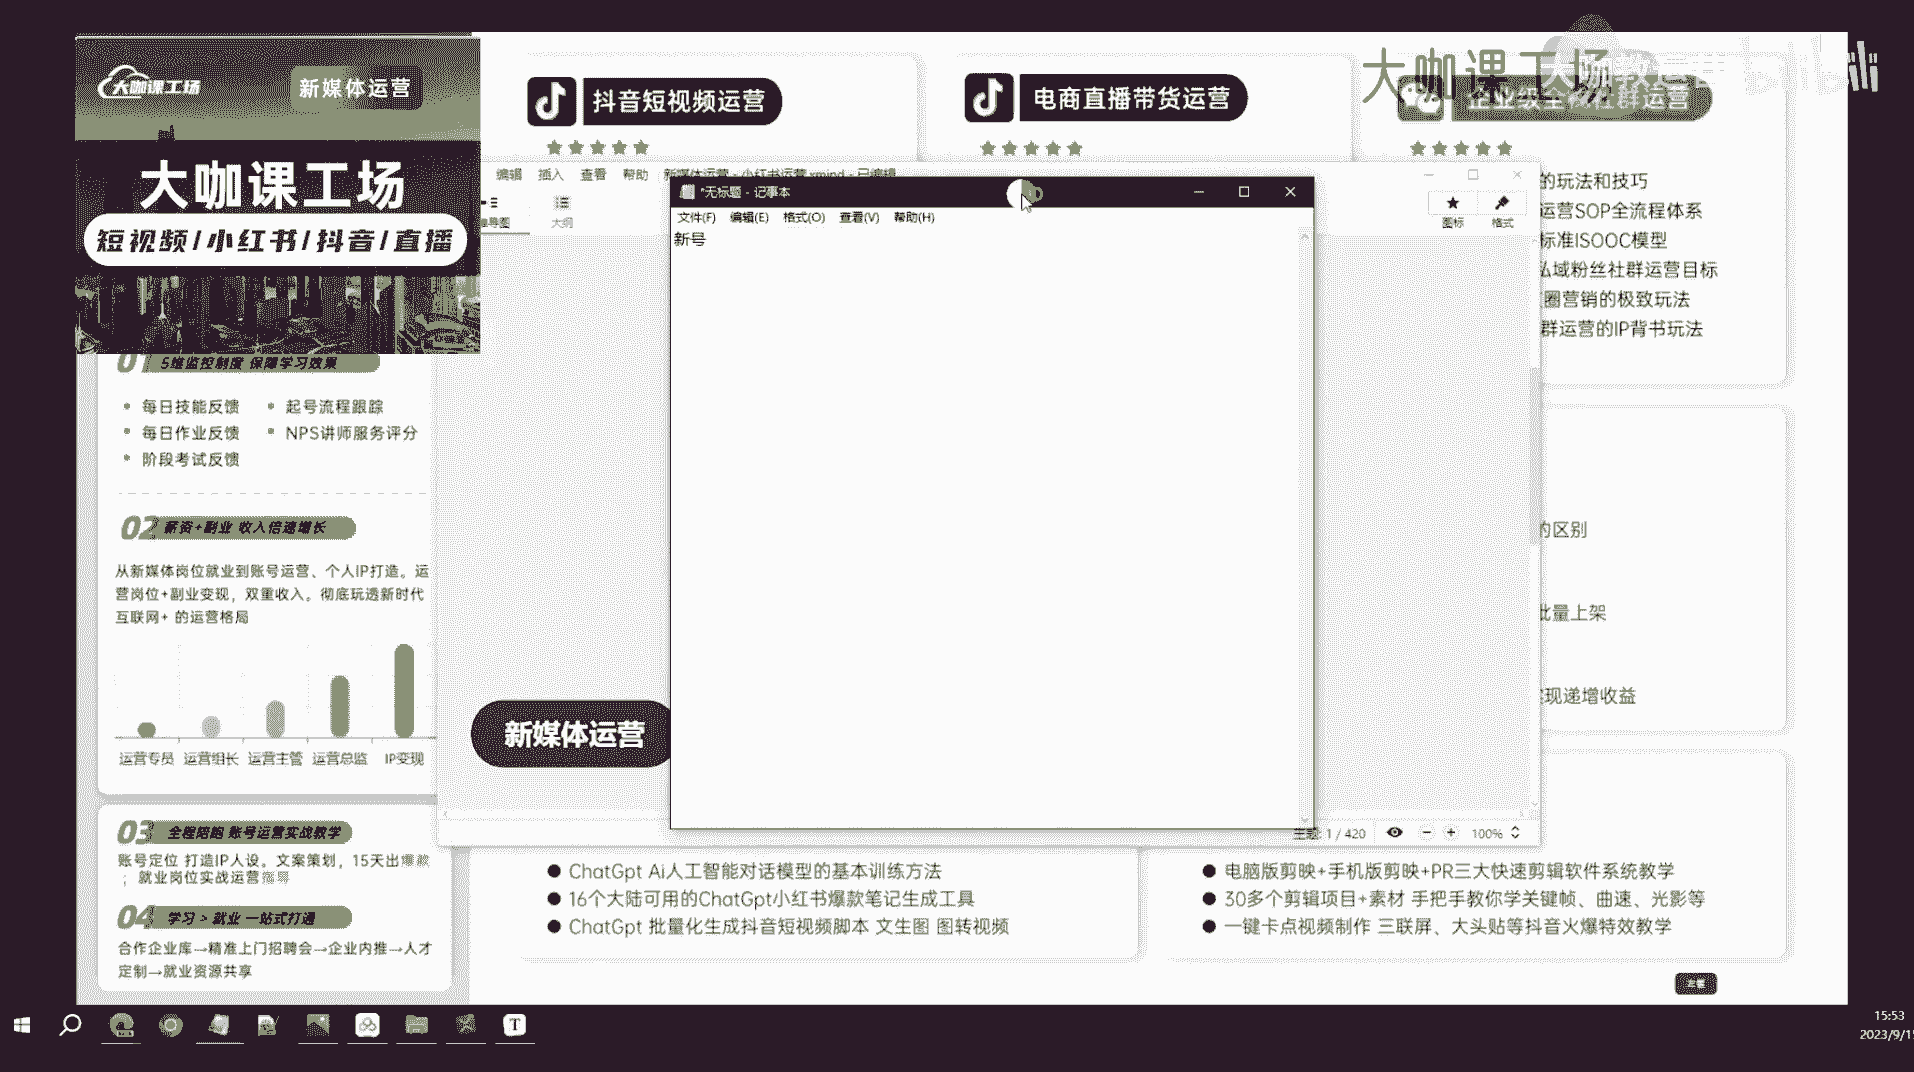 大咖课工场
新媒体运营
大咖课工场
短视频/小红书/抖音/直播
01 5维监控制度 保障学习效果
每日技能反馈
起号流程跟踪
每日作业反馈
NPS讲师服务评分
阶段考试反馈
02 薪资+副业 收入倍速增长
从新媒体岗位就业到账号运营、个人IP打造。运
营岗位+副业变现，双重收入。彻底玩透新时代
互联网+ 的运营格局
运营专员 运营组长 运营主管 运营总监 IP变现
03 全程陪跑 账号运营实战教学
账号定位 打造IP人设。文案策划，15天出爆款
；就业岗位实战运营指导
04 学习 > 就业 一站式打通
合作企业库→精准上门招聘会→企业内推→人才
定制→就业资源共享
抖音短视频运营
电商直播带货运营
企业级全
社群运营
大咖课工场
bilibili
的玩法和技巧
运营SOP全流程体系
标准ISOOC模型
私域粉丝社群运营目标
圈营销的极致玩法
群运营的IP背书玩法
的区别
批量上架
现递增收益
编辑 插入 查看 帮助 新媒体运营 - 小红书运营.xmind - 已编辑
导图
大纲
图标
格式
*无标题 - 记事本
文件(F) 编辑(E) 格式(O) 查看(V) 帮助(H)
新号
新媒体运营
主题: 1 / 420
100%
ChatGpt Ai人工智能对话模型的基本训练方法
16个大陆可用的ChatGpt小红书爆款笔记生成工具
ChatGpt 批量化生成抖音短视频脚本 文生图 图转视频
电脑版剪映+手机版剪映+PR三大快速剪辑软件系统教学
30多个剪辑项目+素材 手把手教你学关键帧、曲速、光影等
一键卡点视频制作 三联屏、大头贴等抖音火爆特效教学
T
15:53
2023/9/1